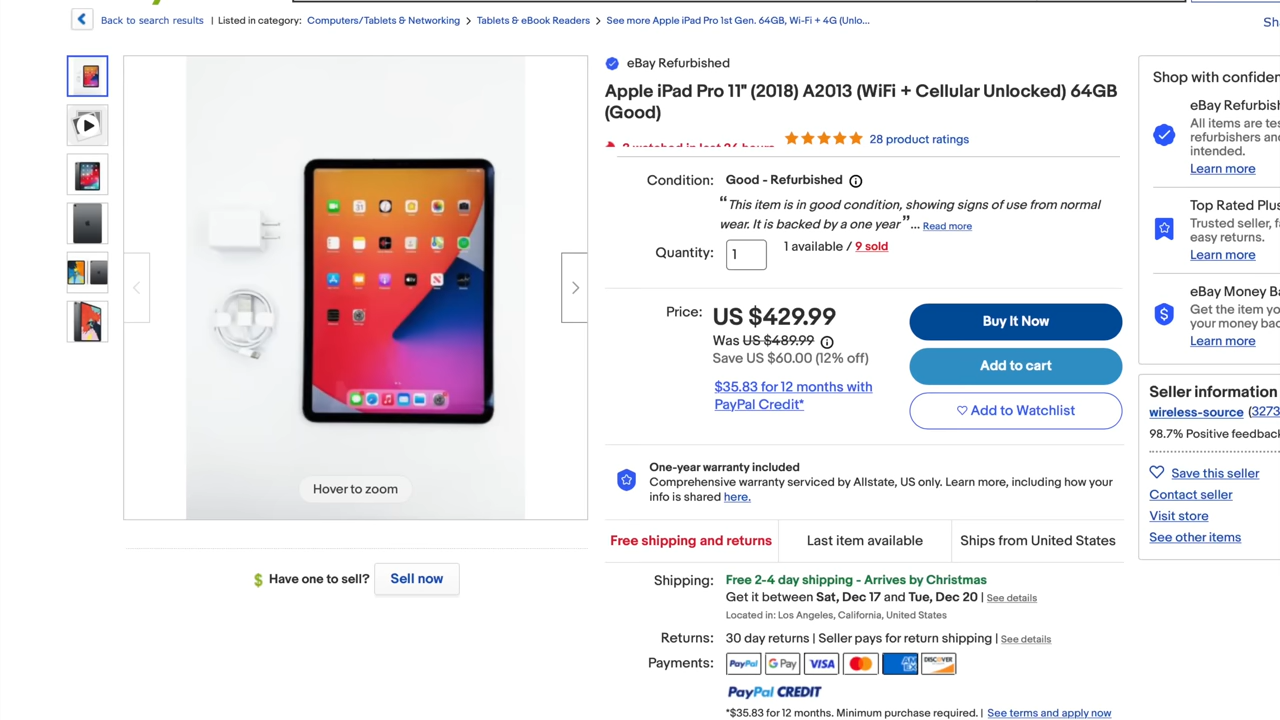 Back to search results | Listed in category: Computers/Tablets & Networking > Tablets & eBook Readers > See more Apple iPad Pro 1st Gen. 64GB, Wi-Fi + 4G (Unlo...
Sh
eBay Refurbished
Apple iPad Pro 11" (2018) A2013 (WiFi + Cellular Unlocked) 64GB
(Good)
28 product ratings
Condition: Good - Refurbished
"This item is in good condition, showing signs of use from normal
wear. It is backed by a one year" ... Read more
Quantity: 1 1 available / 9 sold
Price: US $429.99
Was US $489.99
Save US $60.00 (12% off)
$35.83 for 12 months with
PayPal Credit*
Buy It Now
Add to cart
Add to Watchlist
One-year warranty included
Comprehensive warranty serviced by Allstate, US only. Learn more, including how your
info is shared here.
Free shipping and returns Last item available Ships from United States
Shipping: Free 2-4 day shipping - Arrives by Christmas
Get it between Sat, Dec 17 and Tue, Dec 20 | See details
Located in: Los Angeles, California, United States
Returns: 30 day returns | Seller pays for return shipping | See details
Payments: PayPal G Pay VISA AM EX DISCOVER
PayPal CREDIT
*$35.83 for 12 months. Minimum purchase required. | See terms and apply now
Hover to zoom
$ Have one to sell? Sell now
Shop with confiden
eBay Refurbish
All items are tes
refurbishers and
intended.
Learn more
Top Rated Plus
Trusted seller, fa
easy returns.
Learn more
eBay Money Ba
Get the item yo
your money bac
Learn more
Seller information
wireless-source (3273
98.7% Positive feedback
Save this seller
Contact seller
Visit store
See other items